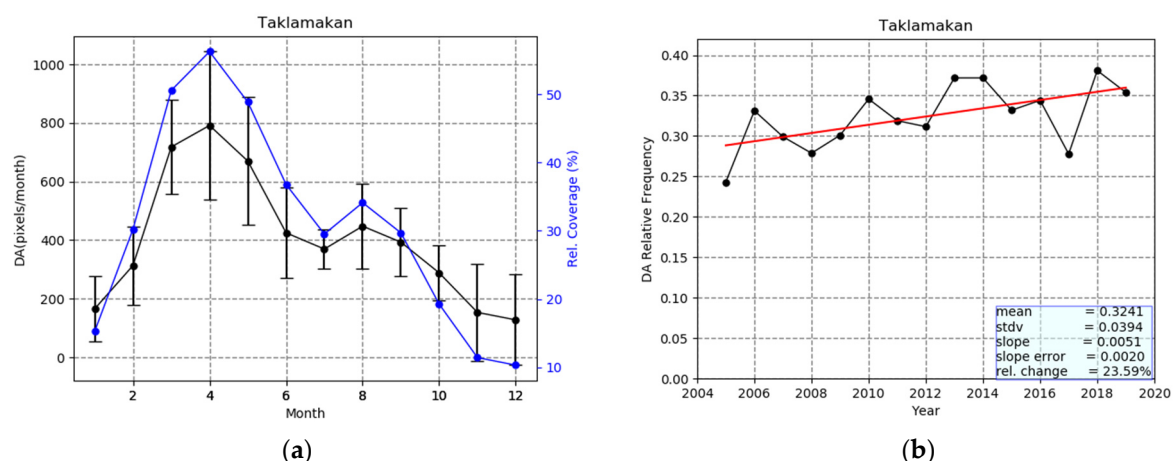 Taklamakan
1000
800
600
400
200
0
DA(pixels/month)
50
40
30
20
10
Rel. Coverage (%)
2 4 6 8 10 12
Month
(a)
Taklamakan
0.40
0.35
0.30
0.25
0.20
0.15
0.10
0.05
0.00
DA Relative Frequency
mean = 0.3241
stdv = 0.0394
slope = 0.0051
slope error = 0.0020
rel. change = 23.59%
2004 2006 2008 2010 2012 2014 2016 2018 2020
Year
(b)